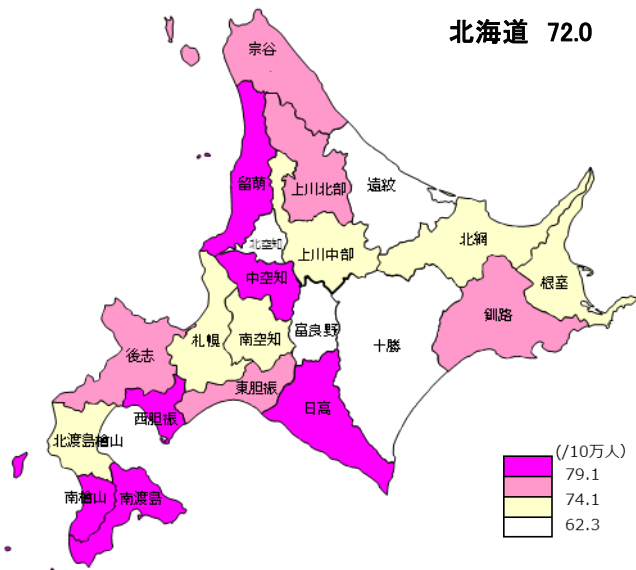 北海道 72.0
宗谷
留萌
上川北部
遠紋
北空知
上川中部
北網
中空知
根室
釧路
札幌
南空知
富良野
十勝
後志
東胆振
西胆振
日高
北渡島檜山
南檜山
南渡島
(/10万人)
79.1
74.1
62.3